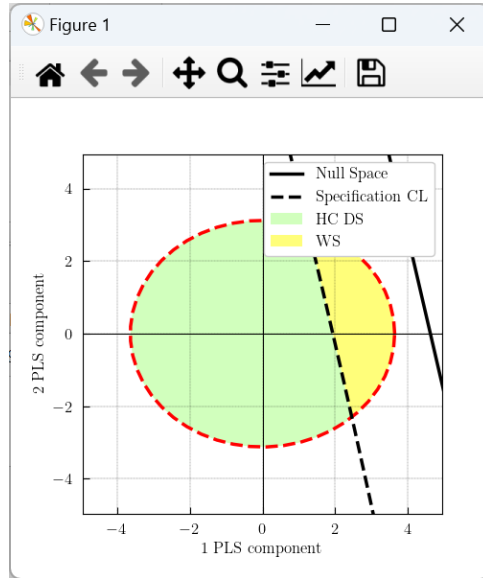 Figure 1
Null Space
Specification CL
HC DS
WS
4
2
0
−2
−4
2 PLS component
−4
−2
0
2
4
1 PLS component